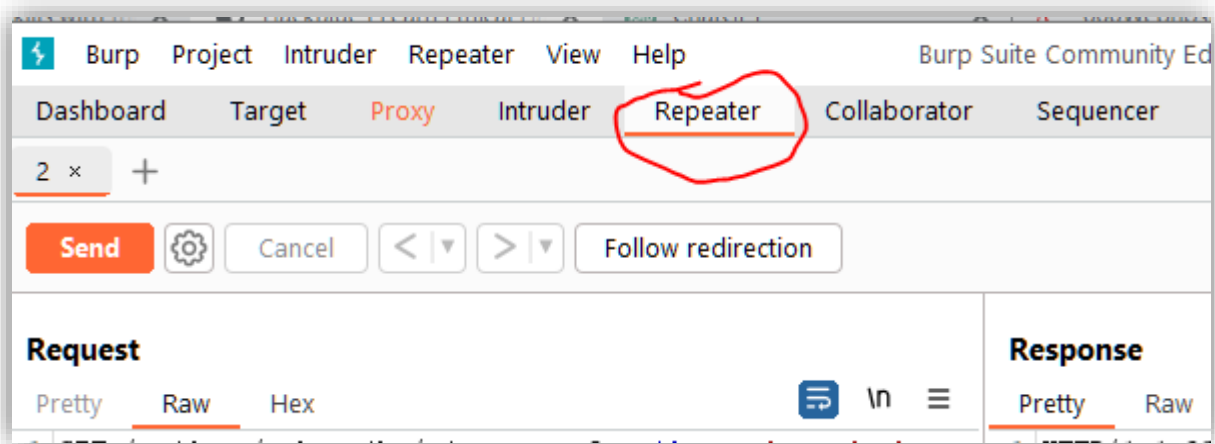 Burp Project Intruder Repeater View Help Burp Suite Community Ed
Dashboard Target Proxy Intruder Repeater Collaborator Sequencer
2 × +
Send Cancel < > Follow redirection
Request Response
Pretty Raw Hex \n Pretty Raw